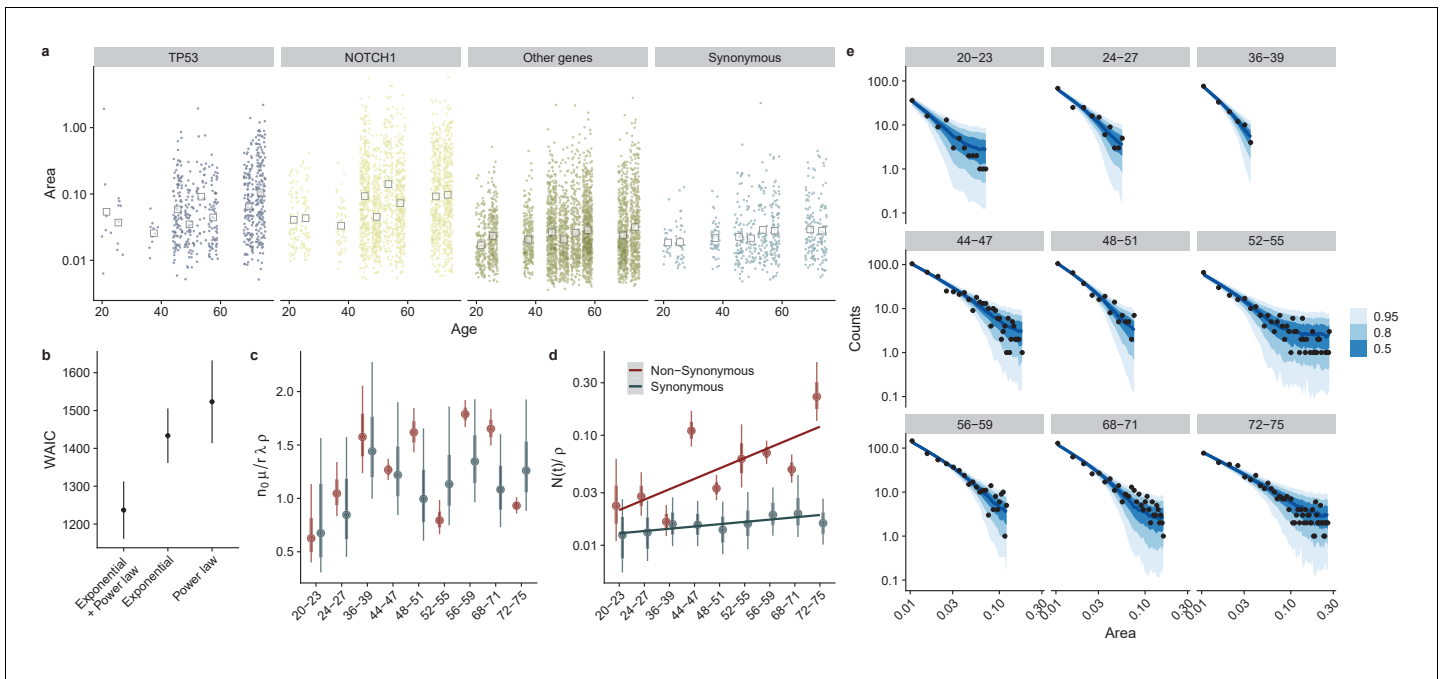 a
TP53
NOTCH1
Other genes
Synonymous
Area
1.00
0.10
0.01
20 40 60
20 40 60
20 40 60
20 40 60
Age
b
WAIC
1600
1500
1400
1300
1200
Exponential
+ Power law
Exponential
Power law
c
n₀ μ/r λ ρ
2.0
1.5
1.0
0.5
20−23
24−27
36−39
44−47
48−51
52−55
56−59
68−71
72−75
d
Non−Synonymous
Synonymous
N(t)/ρ
0.30
0.10
0.03
0.01
20−23
24−27
36−39
44−47
48−51
52−55
56−59
68−71
72−75
e
20−23
24−27
36−39
100.0
10.0
1.0
0.1
44−47
48−51
52−55
100.0
10.0
1.0
0.1
Counts
56−59
68−71
72−75
100.0
10.0
1.0
0.1
0.01 0.03 0.10 0.30
0.01 0.03 0.10 0.30
0.01 0.03 0.10 0.30
Area
0.95
0.8
0.5